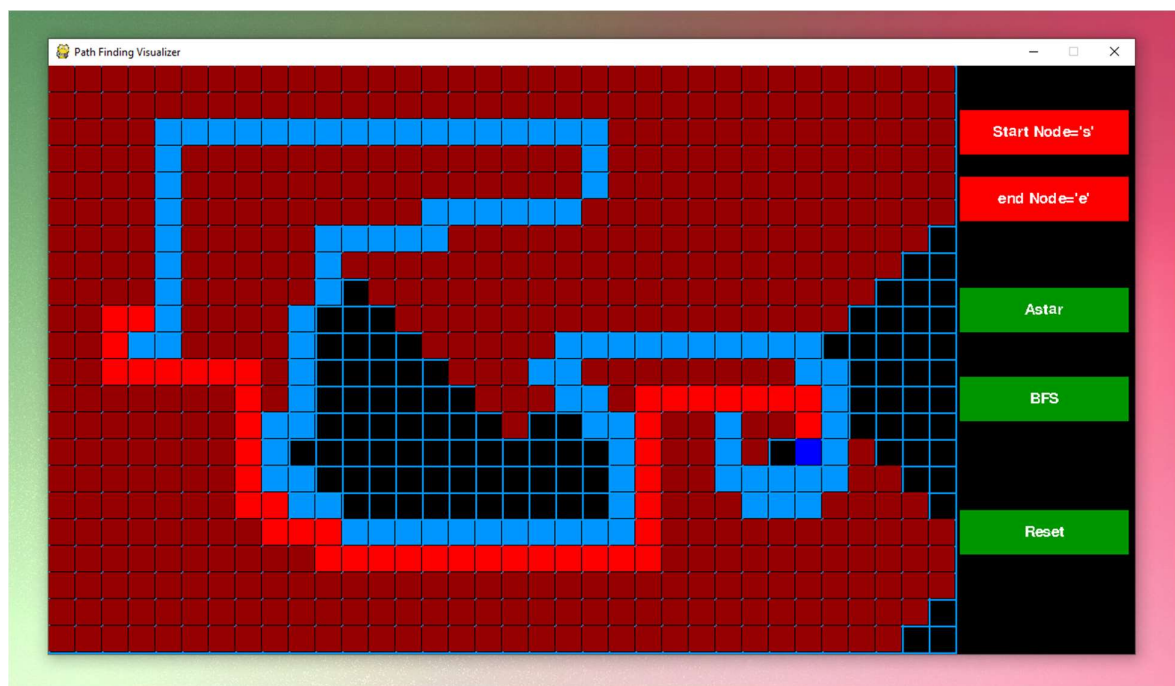 Path Finding Visualizer
Start Node='s'
end Node='e'
Astar
BFS
Reset